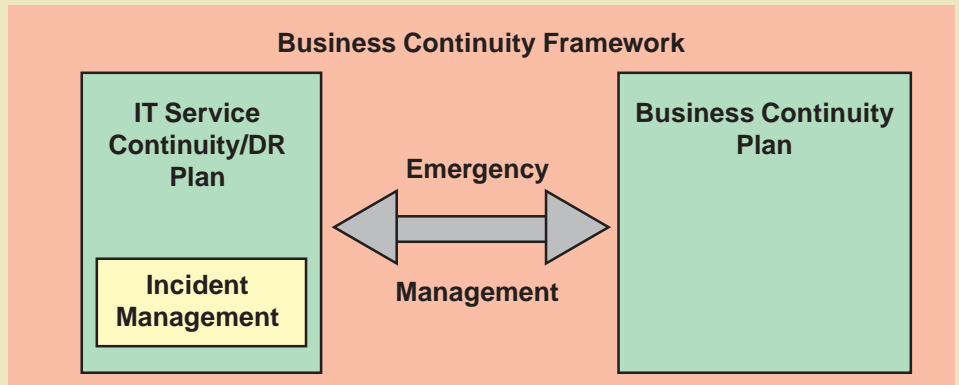 Business Continuity Framework
IT Service
Continuity/DR
Plan
Incident
Management
Emergency
Management
Business Continuity
Plan